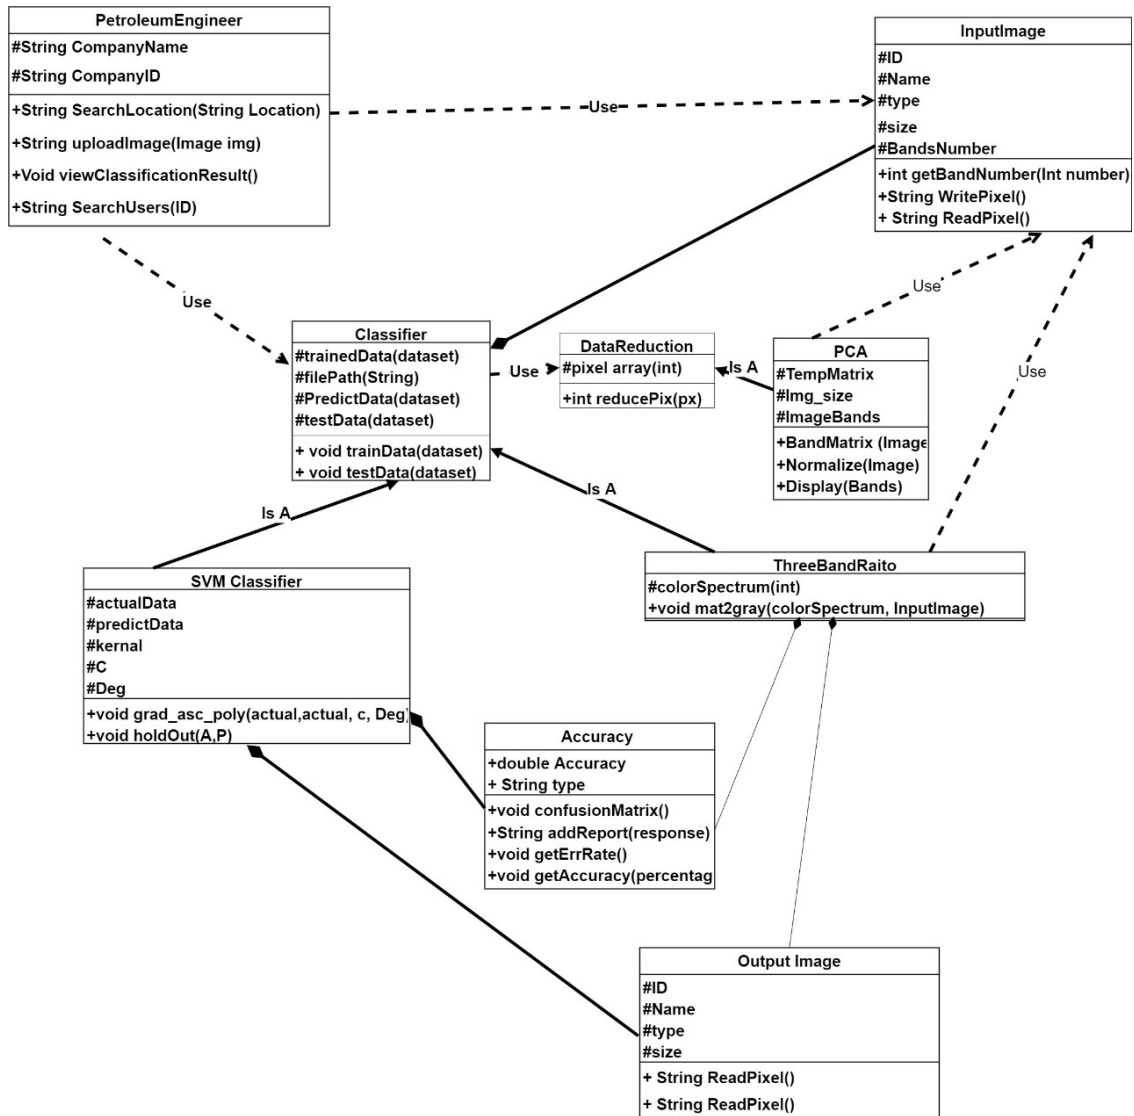 PetroleumEngineer
#String CompanyName
#String CompanyID
+String SearchLocation(String Location)
+String uploadImage(Image img)
+Void viewClassificationResult()
+String SearchUsers(ID)
Use
InputImage
#ID
#Name
#type
#size
#BandsNumber
+int getBandNumber(Int number)
+String WritePixel()
+ String ReadPixel()
Use
Use
Use
Classifier
#trainedData(dataset)
#filePath(String)
#PredictData(dataset)
#testData(dataset)
+ void trainData(dataset)
+ void testData(dataset)
Use
DataReduction
#pixel array(int)
+int reducePix(px)
Is A
PCA
#TempMatrix
#Img_size
#ImageBands
+BandMatrix (Image
+Normalize(Image)
+Display(Bands)
Is A
Is A
SVM Classifier
#actualData
#predictData
#kernal
#C
#Deg
+void grad_asc_poly(actual,actual, c, Deg)
+void holdOut(A,P)
ThreeBandRaito
#colorSpectrum(int)
+void mat2gray(colorSpectrum, InputImage)
Accuracy
+double Accuracy
+ String type
+void confusionMatrix()
+String addReport(response)
+void getErrRate()
+void getAccuracy(percentag
Output Image
#ID
#Name
#type
#size
+ String ReadPixel()
+ String ReadPixel()